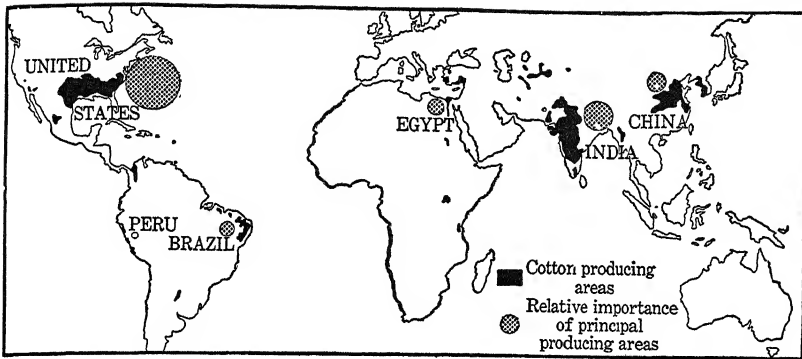 UNITED
STATES
EGYPT
CHINA
INDIA
PERU
BRAZIL
Cotton producing
areas
Relative importance
of principal
producing areas